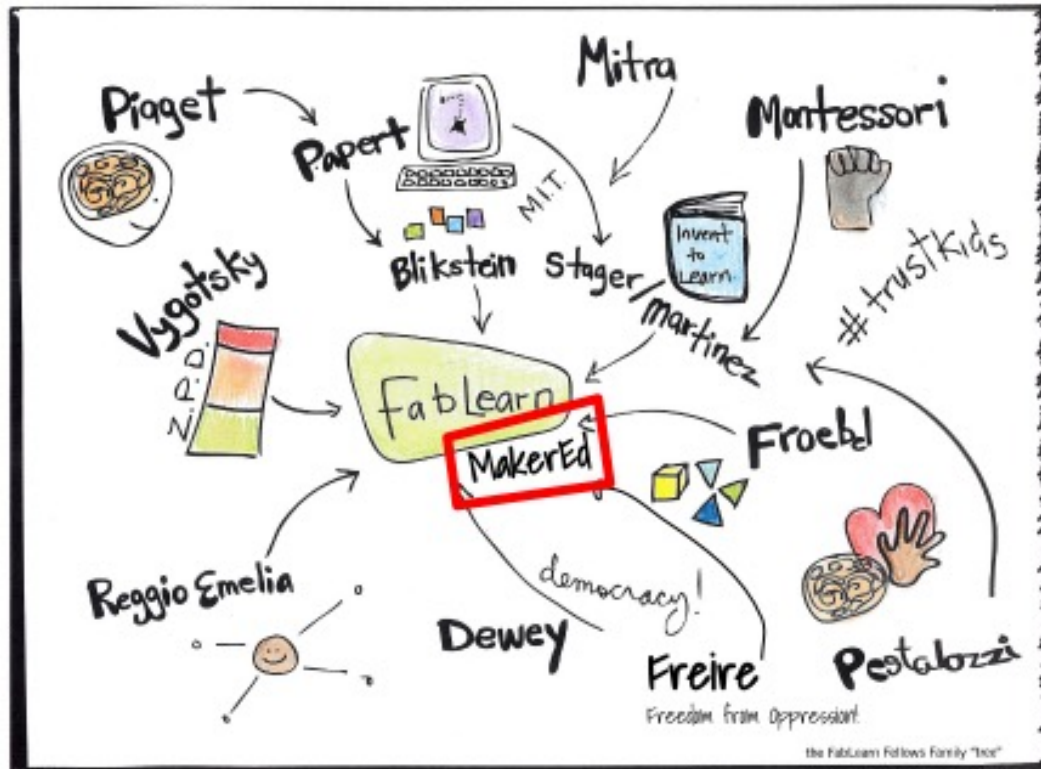 Mitra
Piaget
Papert
Montessori
M.I.T.
Invent
to
Learn
#trustkids
Blikstein
Stager/
Martinez
Vygotsky
Z.P.D.
FabLearn
MakerEd
Froebel
Reggio Emelia
democracy!
Dewey
Freire
Freedom from Oppression!
Pestalozzi
the FabLearn Fellows Family "tree"